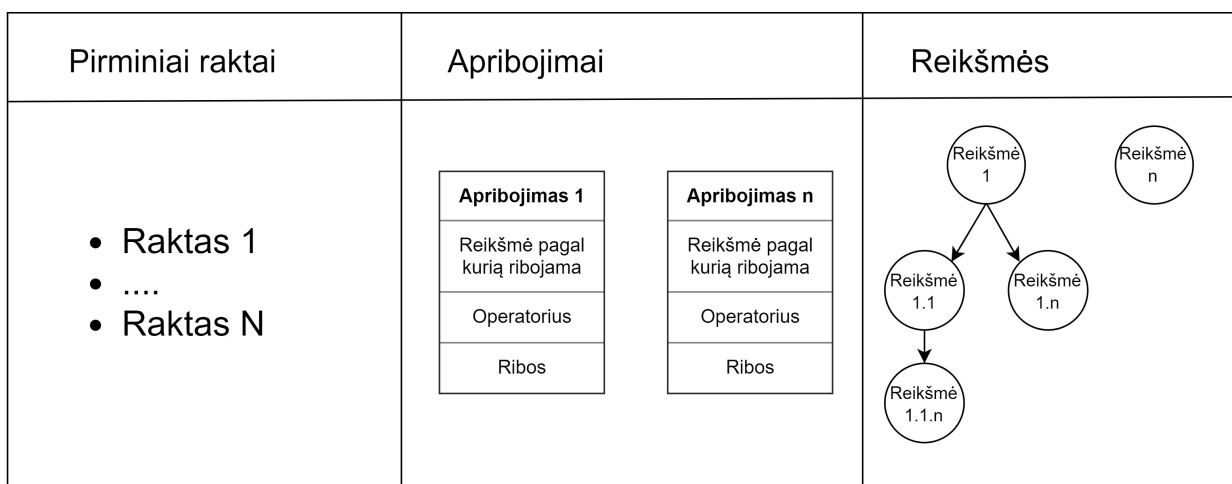 Pirminiai raktai
Apribojimai
Reikšmės
• Raktas 1
• ....
• Raktas N
Apribojimas 1
Reikšmė pagal
kurią ribojama
Operatorius
Ribos
Apribojimas n
Reikšmė pagal
kurią ribojama
Operatorius
Ribos
Reikšmė
1
Reikšmė
n
Reikšmė
1.1
Reikšmė
1.n
Reikšmė
1.1.n